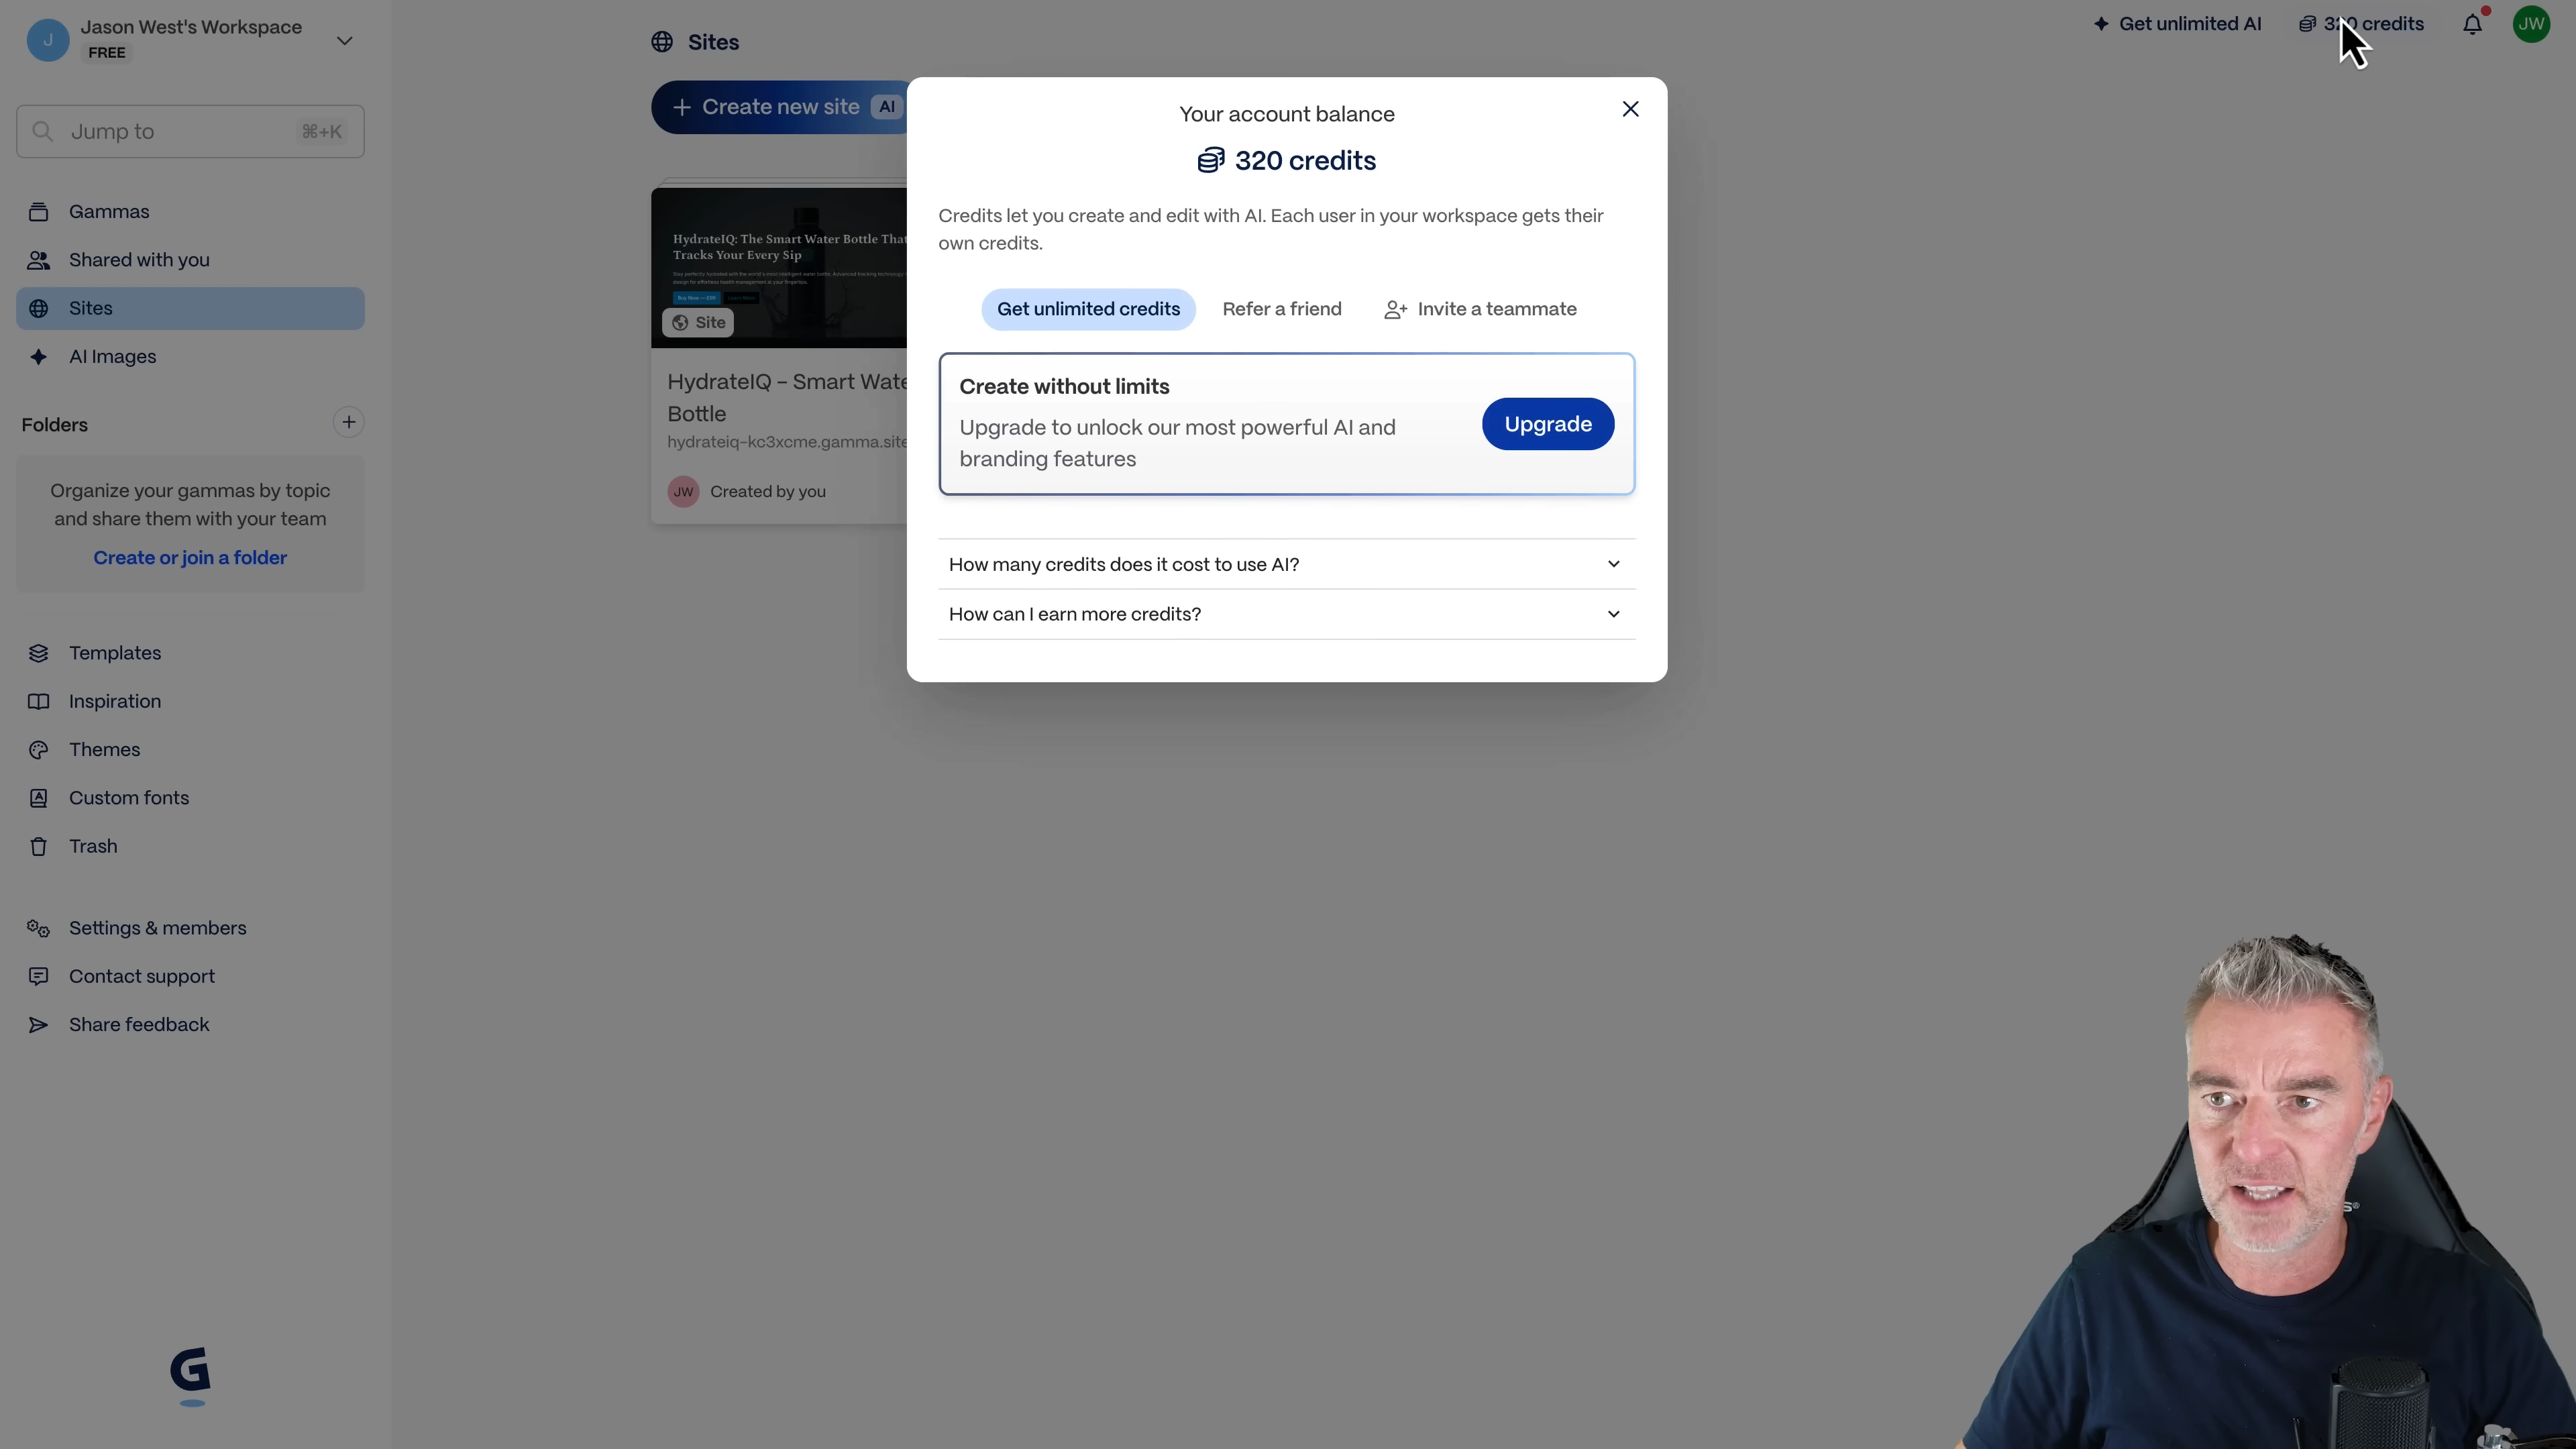 J
Jason West's Workspace
FREE
Jump to
⌘+K
Gammas
Shared with you
Sites
AI Images
Folders
Organize your gammas by topic
and share them with your team
Create or join a folder
Templates
Inspiration
Themes
Custom fonts
Trash
Settings & members
Contact support
Share feedback
Sites
Get unlimited AI
credits
JW
+ Create new site AI
HydrateIQ: The Smart Water Bottle That
Tracks Your Every Sip
Site
HydrateIQ – Smart Wate
Bottle
hydrateiq-kc3xcme.gamma.site
JW
Created by you
Your account balance
320 credits
Credits let you create and edit with AI. Each user in your workspace gets their
own credits.
Get unlimited credits
Refer a friend
Invite a teammate
Create without limits
Upgrade to unlock our most powerful AI and
branding features
Upgrade
How many credits does it cost to use AI?
How can I earn more credits?